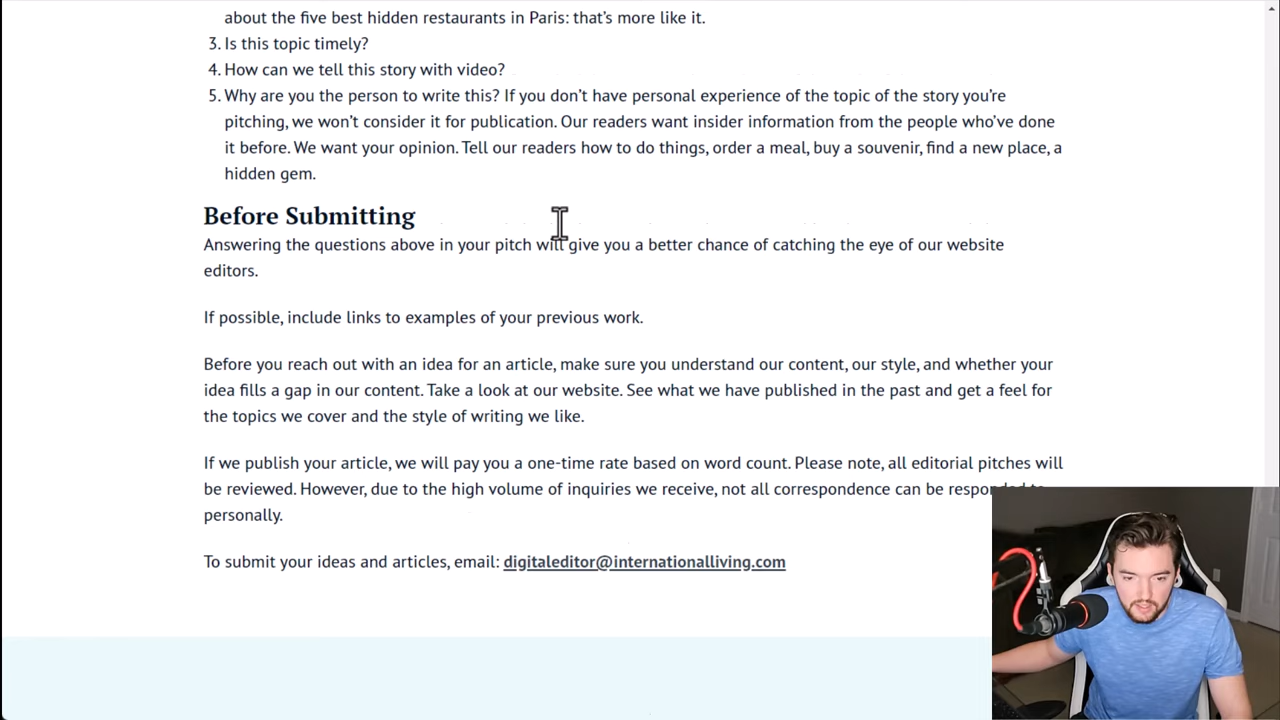 about the five best hidden restaurants in Paris: that’s more like it.
3. Is this topic timely?
4. How can we tell this story with video?
5. Why are you the person to write this? If you don’t have personal experience of the topic of the story you’re
pitching, we won’t consider it for publication. Our readers want insider information from the people who’ve done
it before. We want your opinion. Tell our readers how to do things, order a meal, buy a souvenir, find a new place, a
hidden gem.
Before Submitting
Answering the questions above in your pitch will give you a better chance of catching the eye of our website
editors.
If possible, include links to examples of your previous work.
Before you reach out with an idea for an article, make sure you understand our content, our style, and whether your
idea fills a gap in our content. Take a look at our website. See what we have published in the past and get a feel for
the topics we cover and the style of writing we like.
If we publish your article, we will pay you a one-time rate based on word count. Please note, all editorial pitches will
be reviewed. However, due to the high volume of inquiries we receive, not all correspondence can be responded to
personally.
To submit your ideas and articles, email: digitaleditor@internationalliving.com